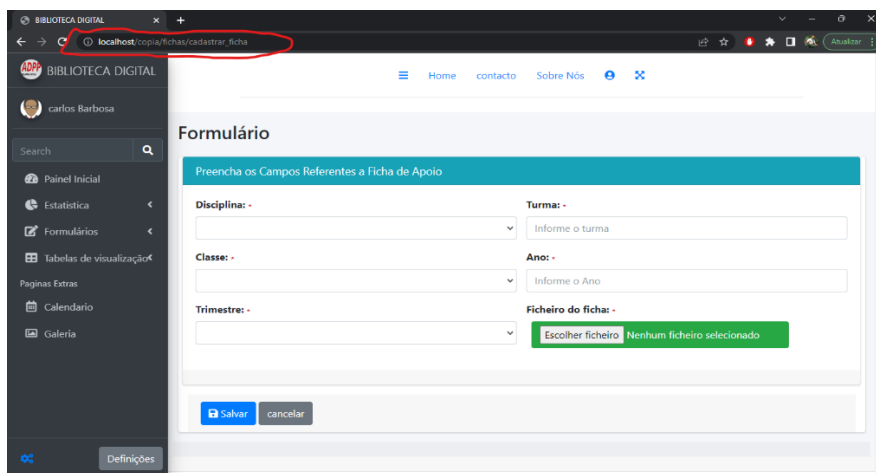 BIBLIOTECA DIGITAL
localhost/copia/fichas/cadastrar_ficha
Atualizar
ADPP
BIBLIOTECA DIGITAL
Home contacto Sobre Nós
carlos Barbosa
Search
Painel Inicial
Estatistica
Formulários
Tabelas de visualização
Paginas Extras
Calendario
Galeria
Definições
Formulário
Preencha os Campos Referentes a Ficha de Apoio
Disciplina: - Turma: -
Informe o turma
Classe: - Ano: -
Informe o Ano
Trimestre: - Ficheiro do ficha: -
Escolher ficheiro Nenhum ficheiro selecionado
Salvar cancelar